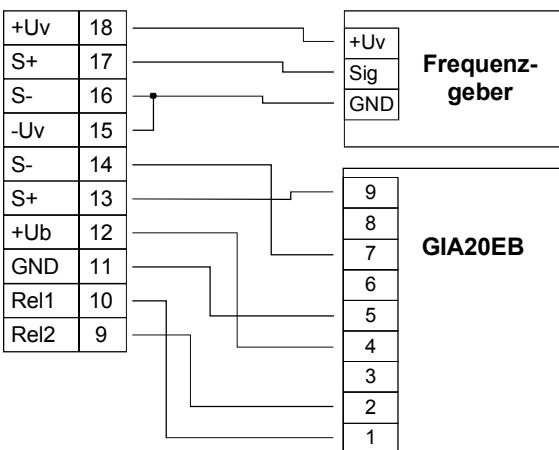 +Uv 18
S+ 17
S- 16
-Uv 15
S- 14
S+ 13
+Ub 12
GND 11
Rel1 10
Rel2 9
+Uv
Sig
GND
Frequenz-
geber
9
8
7
6
5
4
3
2
1
GIA20EB